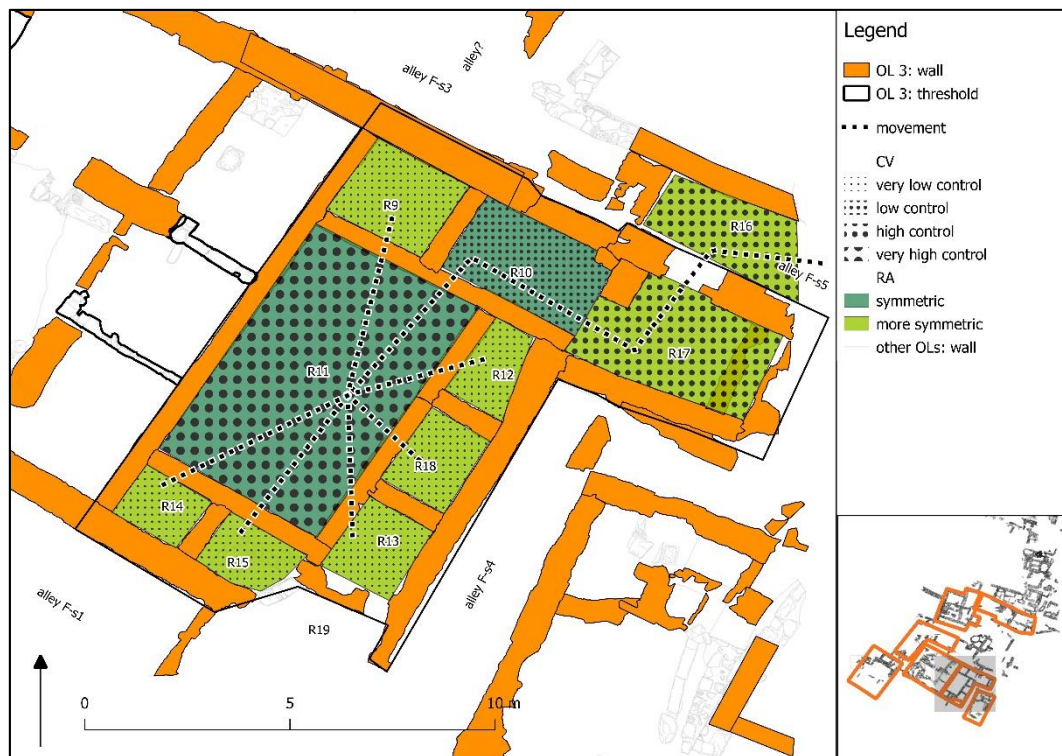 alley F-s3
alley?
R9
R16
R10
alley F-s5
R17
R11
R12
R18
R14
R13
R15
alley F-s1
alley F-s4
R19
0
5
10 m
Legend
OL 3: wall
OL 3: threshold
movement
CV
very low control
low control
high control
very high control
RA
symmetric
more symmetric
other OLs: wall